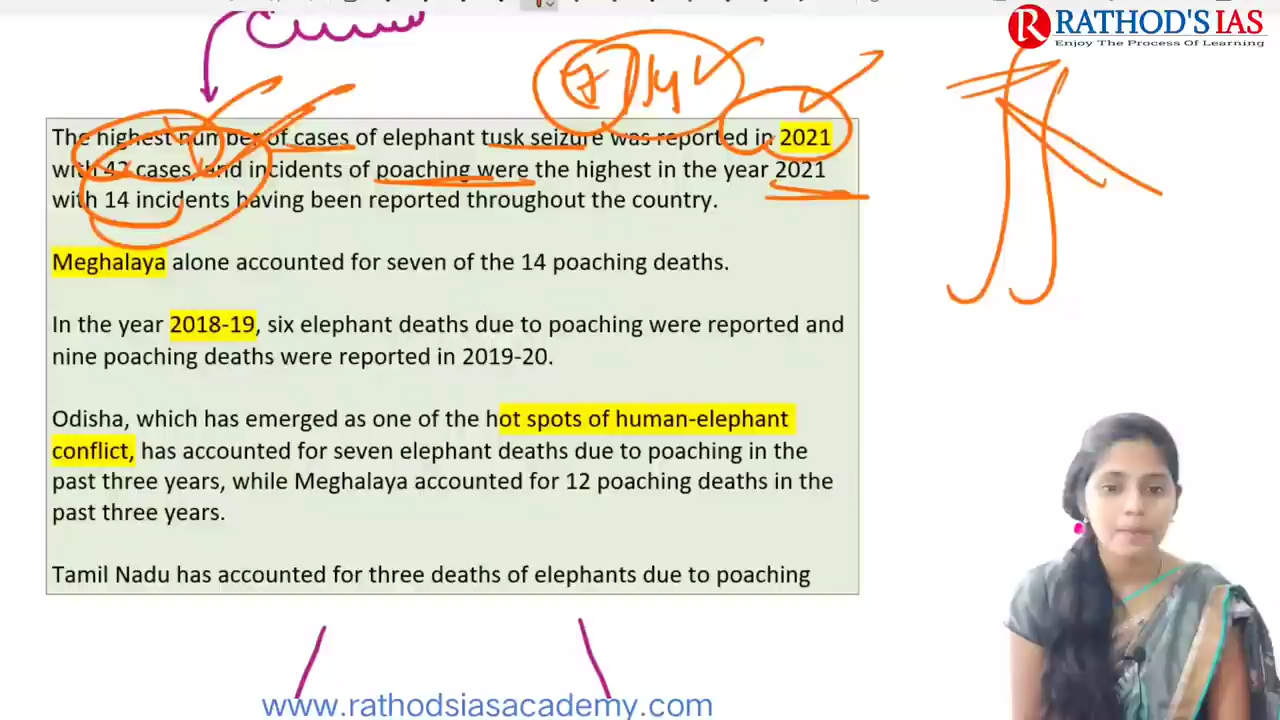 RATHOD'S IAS
Enjoy The Process Of Learning
The highest number of cases of elephant tusk seizure was reported in 2021
with 42 cases, and incidents of poaching were the highest in the year 2021
with 14 incidents having been reported throughout the country.
Meghalaya alone accounted for seven of the 14 poaching deaths.
In the year 2018-19, six elephant deaths due to poaching were reported and
nine poaching deaths were reported in 2019-20.
Odisha, which has emerged as one of the hot spots of human-elephant
conflict, has accounted for seven elephant deaths due to poaching in the
past three years, while Meghalaya accounted for 12 poaching deaths in the
past three years.
Tamil Nadu has accounted for three deaths of elephants due to poaching
www.rathodsiasacademy.com